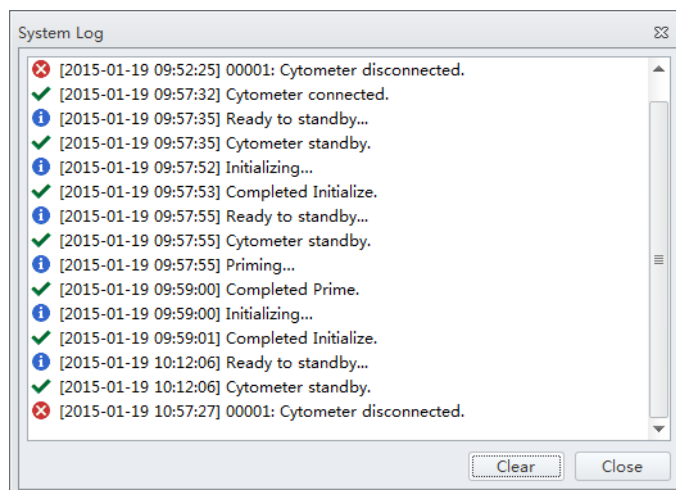 System Log
[2015-01-19 09:52:25] 00001: Cytometer disconnected.
[2015-01-19 09:57:32] Cytometer connected.
[2015-01-19 09:57:35] Ready to standby...
[2015-01-19 09:57:35] Cytometer standby.
[2015-01-19 09:57:52] Initializing...
[2015-01-19 09:57:53] Completed Initialize.
[2015-01-19 09:57:55] Ready to standby...
[2015-01-19 09:57:55] Cytometer standby.
[2015-01-19 09:57:55] Priming...
[2015-01-19 09:59:00] Completed Prime.
[2015-01-19 09:59:00] Initializing...
[2015-01-19 09:59:01] Completed Initialize.
[2015-01-19 10:12:06] Ready to standby...
[2015-01-19 10:12:06] Cytometer standby.
[2015-01-19 10:57:27] 00001: Cytometer disconnected.
Clear Close